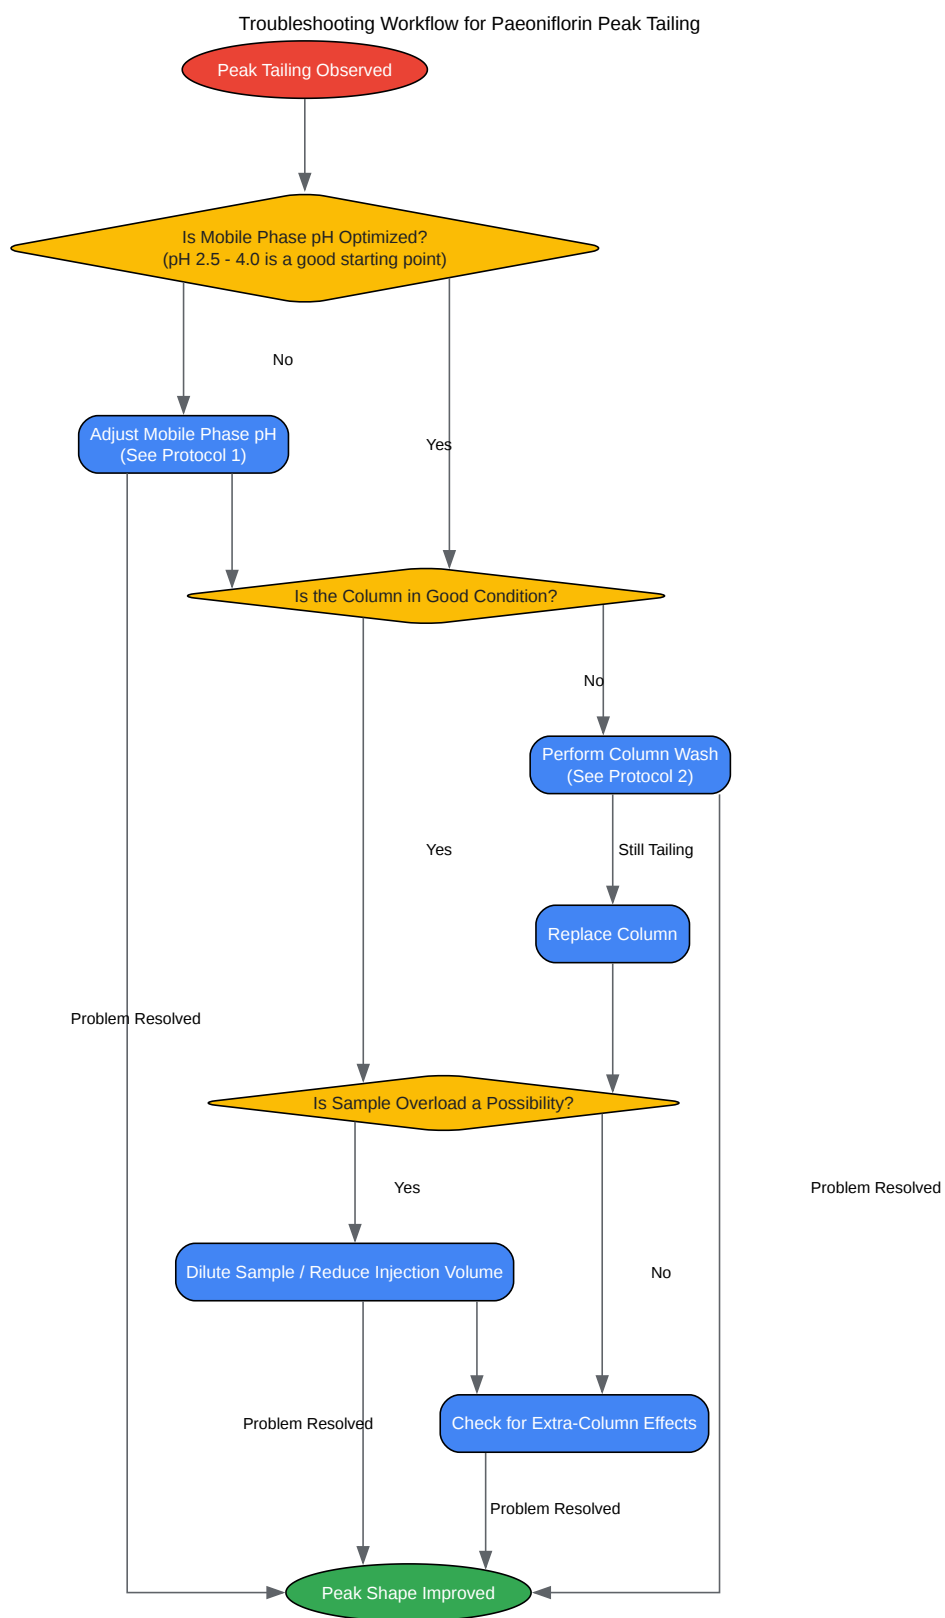 Troubleshooting Workflow for Paeoniflorin Peak Tailing
Peak Tailing Observed
Is Mobile Phase pH Optimized?
(pH 2.5 - 4.0 is a good starting point)
No
Adjust Mobile Phase pH
(See Protocol 1)
Yes
Is the Column in Good Condition?
No
Perform Column Wash
(See Protocol 2)
Yes
Still Tailing
Replace Column
Problem Resolved
Is Sample Overload a Possibility?
Yes
Problem Resolved
Dilute Sample / Reduce Injection Volume
No
Problem Resolved
Check for Extra-Column Effects
Problem Resolved
Peak Shape Improved